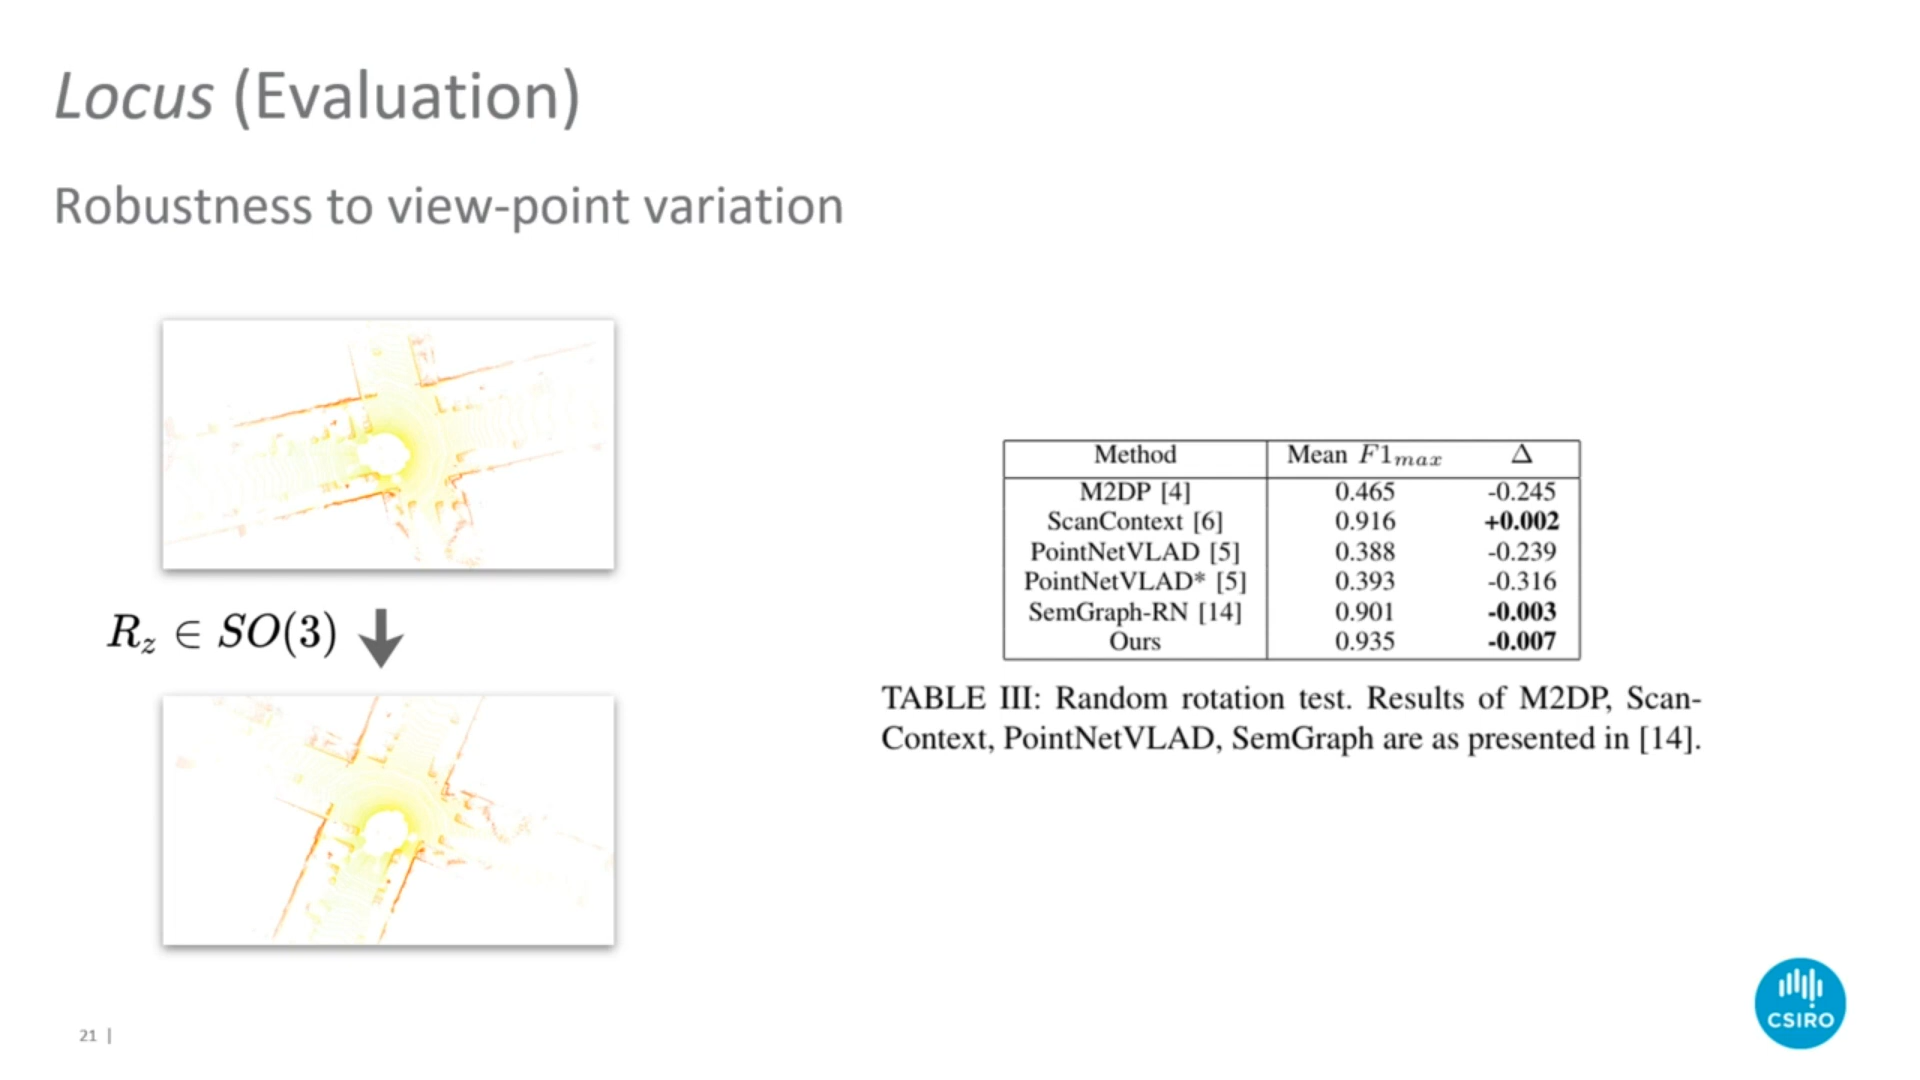 Locus (Evaluation)
Robustness to view-point variation
R_z ∈ SO(3)
Method Mean F1_max Δ
M2DP [4] 0.465 -0.245
ScanContext [6] 0.916 +0.002
PointNetVLAD [5] 0.388 -0.239
PointNetVLAD* [5] 0.393 -0.316
SemGraph-RN [14] 0.901 -0.003
Ours 0.935 -0.007
TABLE III: Random rotation test. Results of M2DP, Scan-
Context, PointNetVLAD, SemGraph are as presented in [14].
21 |
CSIRO